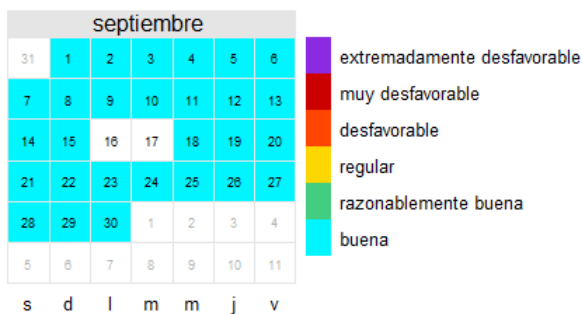 septiembre
31 1 2 3 4 5 6
7 8 9 10 11 12 13
14 15 16 17 18 19 20
21 22 23 24 25 26 27
28 29 30 1 2 3 4
5 6 7 8 9 10 11
s d l m m j v
extremadamente desfavorable
muy desfavorable
desfavorable
regular
razonablemente buena
buena